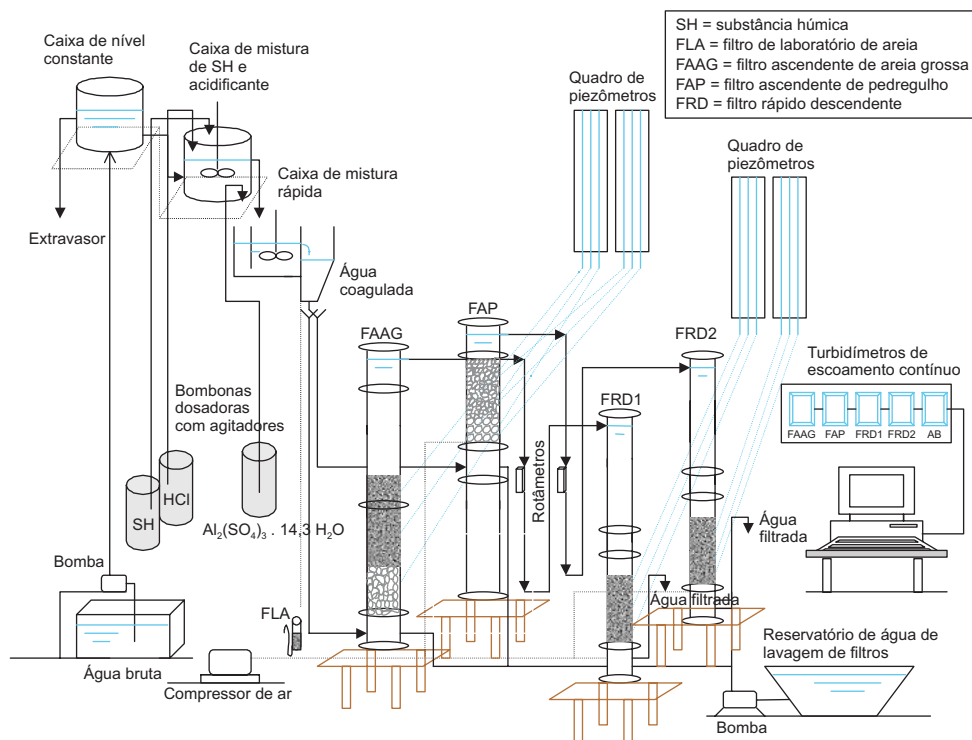 SH = substância húmica
FLA = filtro de laboratório de areia
FAAG = filtro ascendente de areia grossa
FAP = filtro ascendente de pedregulho
FRD = filtro rápido descendente
Caixa de nível
constante
Caixa de mistura
de SH e
acidificante
Quadro de
piezômetros
Quadro de
piezômetros
Caixa de mistura
rápida
Extravasor
Água
coagulada
FAAG
FAP
FRD1
FRD2
Turbidímetros de
escoamento contínuo
FAAG
FAP
FRD1
FRD2
AB
Bombonas
dosadoras
com agitadores
Rotâmetros
HCl
SH
Al₂(SO₄)₃ . 14,3 H₂O
Água
filtrada
Bomba
Água bruta
FLA
Água filtrada
Compressor de ar
Reservatório de água de
lavagem de filtros
Bomba